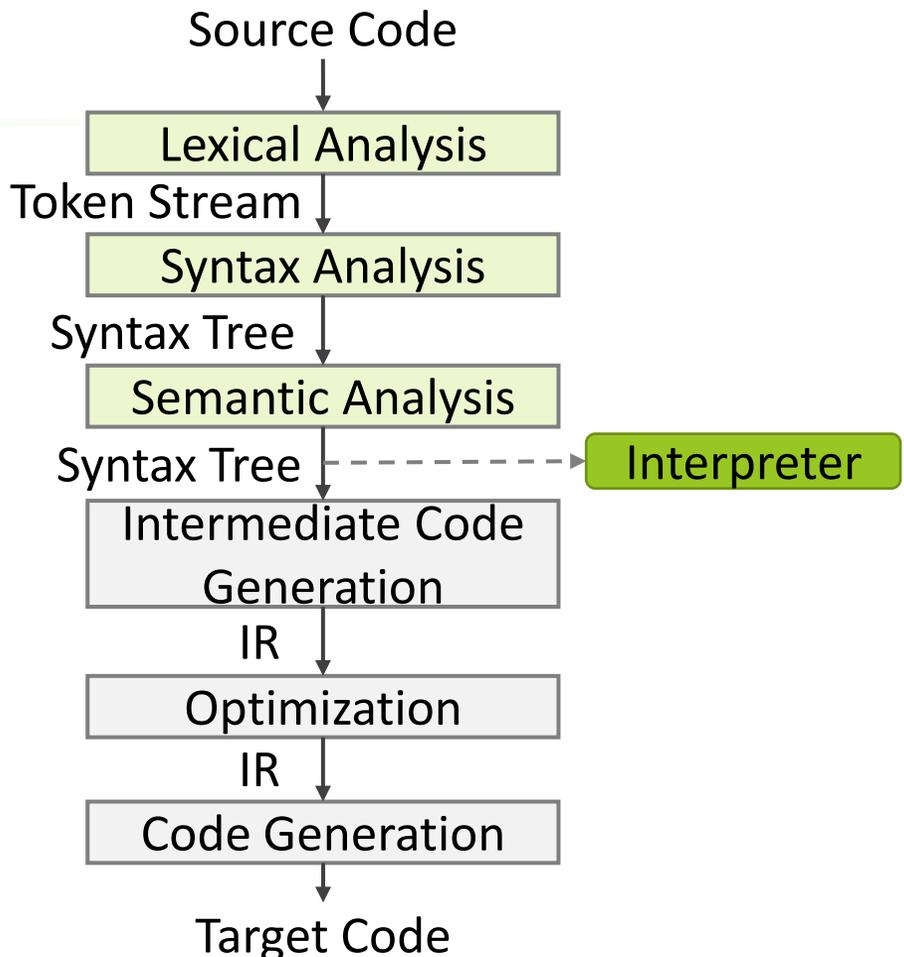 Source Code
Lexical Analysis
Token Stream
Syntax Analysis
Syntax Tree
Semantic Analysis
Syntax Tree
Interpreter
Intermediate Code
Generation
IR
Optimization
IR
Code Generation
Target Code